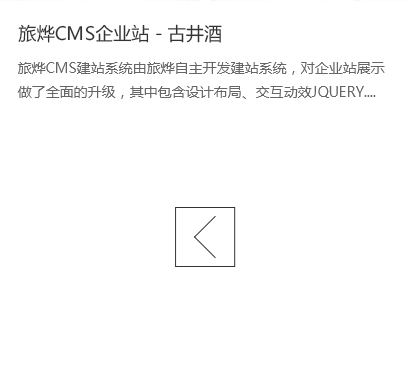 旅烨CMS企业站 - 古井酒
旅烨CMS建站系统由旅烨自主开发建站系统，对企业站展示
做了全面的升级，其中包含设计布局、交互动效JQUERY....